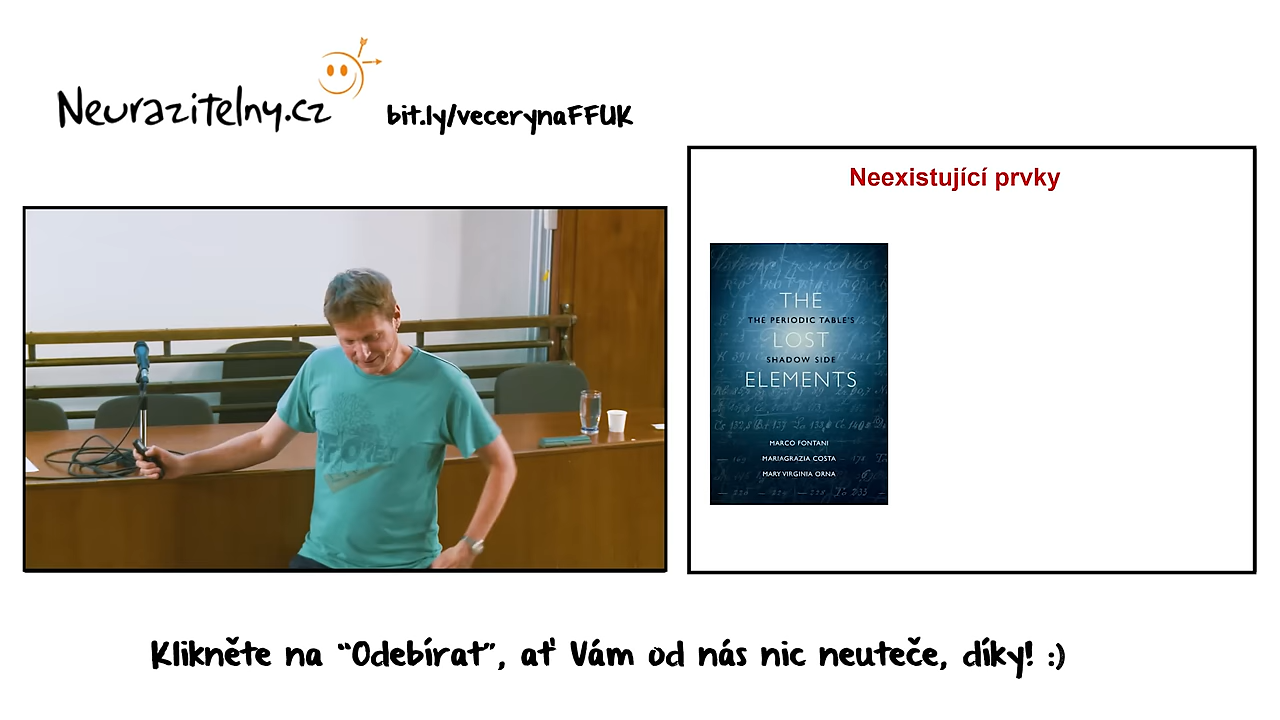 Neurazitelny.cz
bit.ly/vecerynaFFUK
Neexistující prvky
THE
THE PERIODIC TABLE'S
LOST
SHADOW SIDE
ELEMENTS
MARCO FONTANI
MARIAGRAZIA COSTA
MARY VIRGINIA ORNA
Klikněte na “Odebírat”, ať Vám od nás nic neuteče, díky! :)